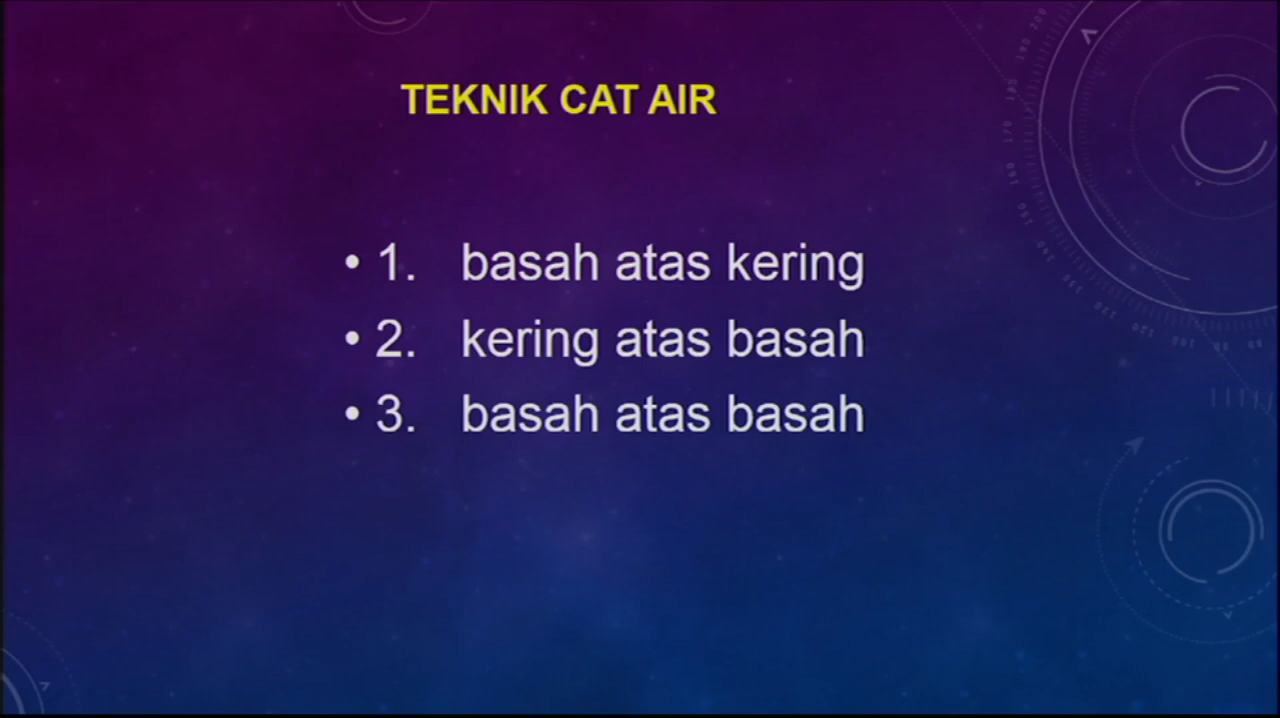 TEKNIK CAT AIR
• 1. basah atas kering
• 2. kering atas basah
• 3. basah atas basah